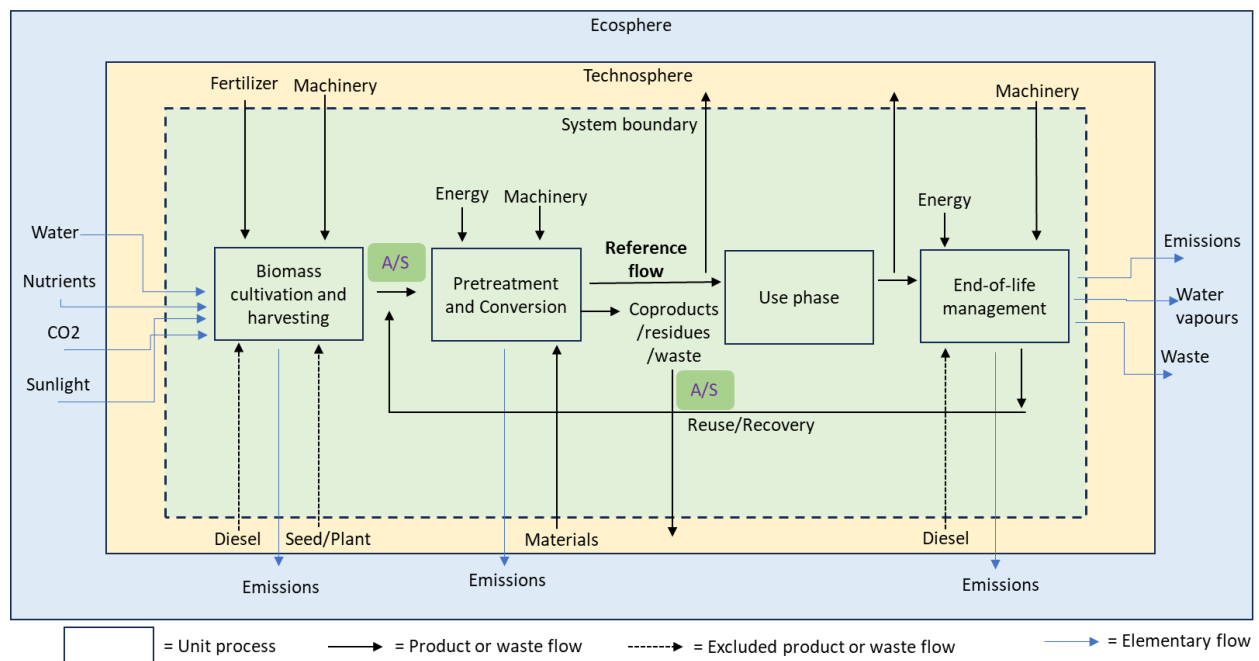 Ecosphere
Technosphere
Fertilizer
Machinery
Machinery
System boundary
Energy
Machinery
Energy
Water
Nutrients
CO2
Sunlight
Biomass
cultivation and
harvesting
A/S
Pretreatment
and Conversion
Reference
flow
Coproducts
/residues
/waste
Use phase
End-of-life
management
Emissions
Water
vapours
Waste
A/S
Reuse/Recovery
Diesel
Seed/Plant
Materials
Diesel
Emissions
Emissions
Emissions
= Unit process
= Product or waste flow
= Excluded product or waste flow
= Elementary flow